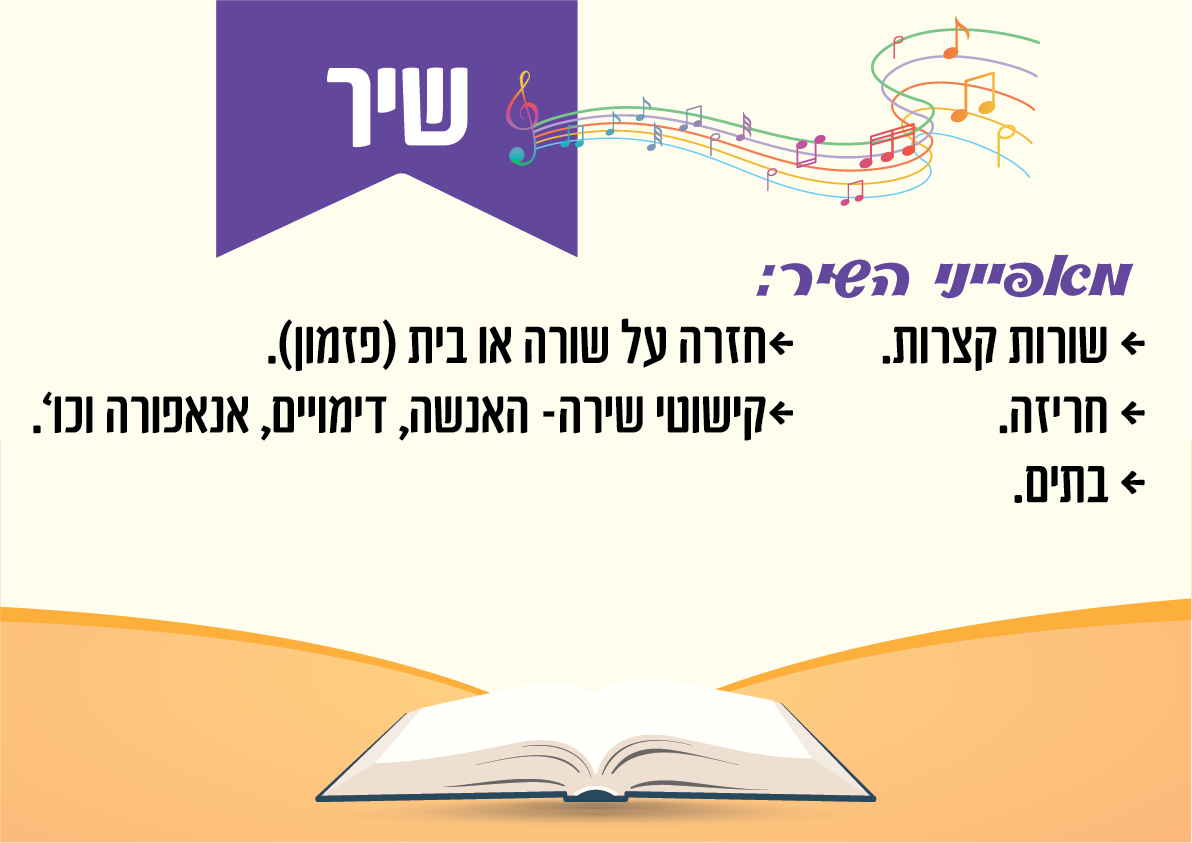 שיר
מאפייני השיר:
← שורות קצרות.
← חריזה.
← בתים.
←חזרה על שורה או בית (פזמון).
←קישוטי שירה- האנשה, דימויים, אנאפורה וכו‘.